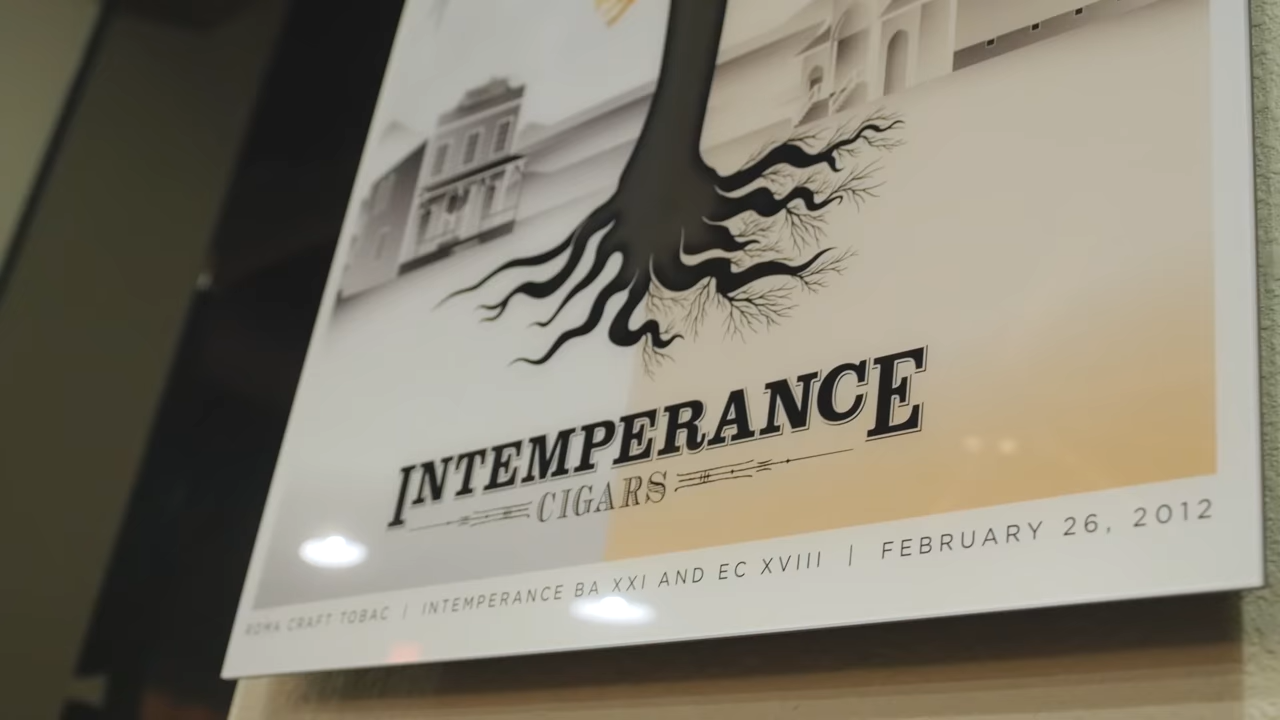 INTEMPERANCE
CIGARS
ROMA CRAFT TOBAC | INTEMPERANCE BA XXI AND EC XVIII | FEBRUARY 26, 2012